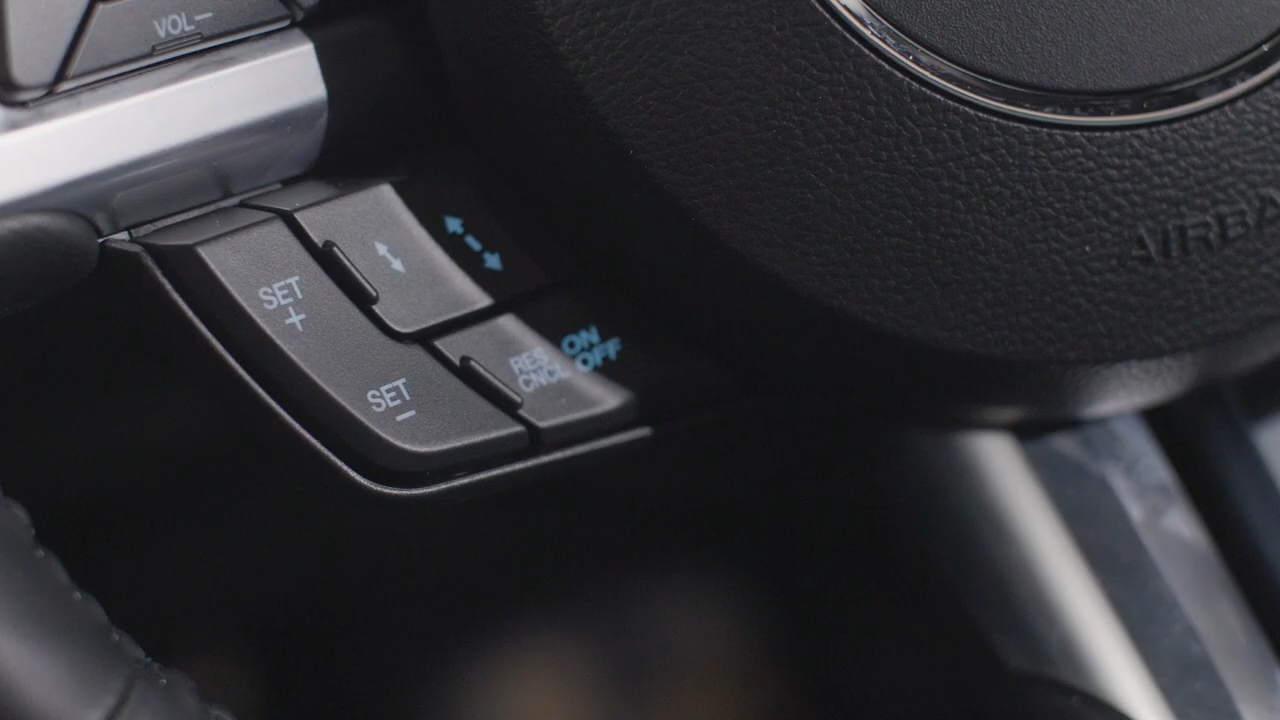 VOL−
AIRBA
SET
+
SET
−
RES
CNCL
ON
OFF